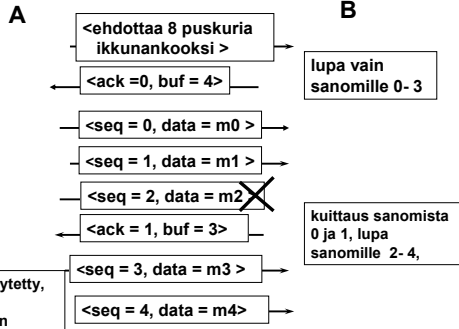 A
B
<ehdottaa 8 puskuria
ikkunankooksi >
lupa vain
sanomille 0- 3
<ack =0, buf = 4>
<seq = 0, data = m0 >
<seq = 1, data = m1 >
<seq = 2, data = m2 >
<ack = 1, buf = 3>
kuittaus sanomista
0 ja 1, lupa
sanomille 2- 4,
<seq = 3, data = m3 >
<seq = 4, data = m4>